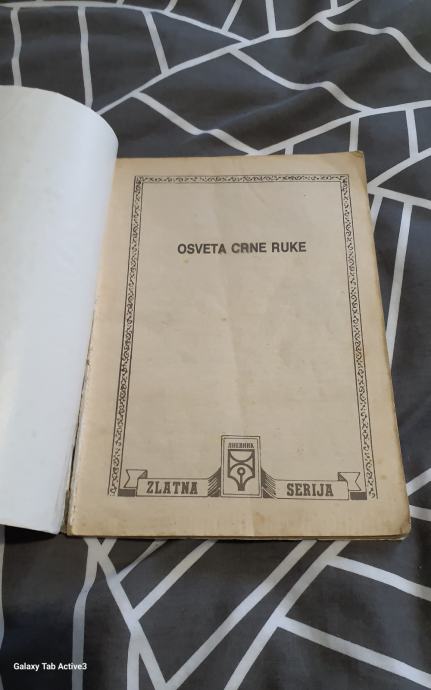 OSVETA CRNE RUKE
ДНЕВНИК
ZLATNA SERIJA
Galaxy Tab Active3